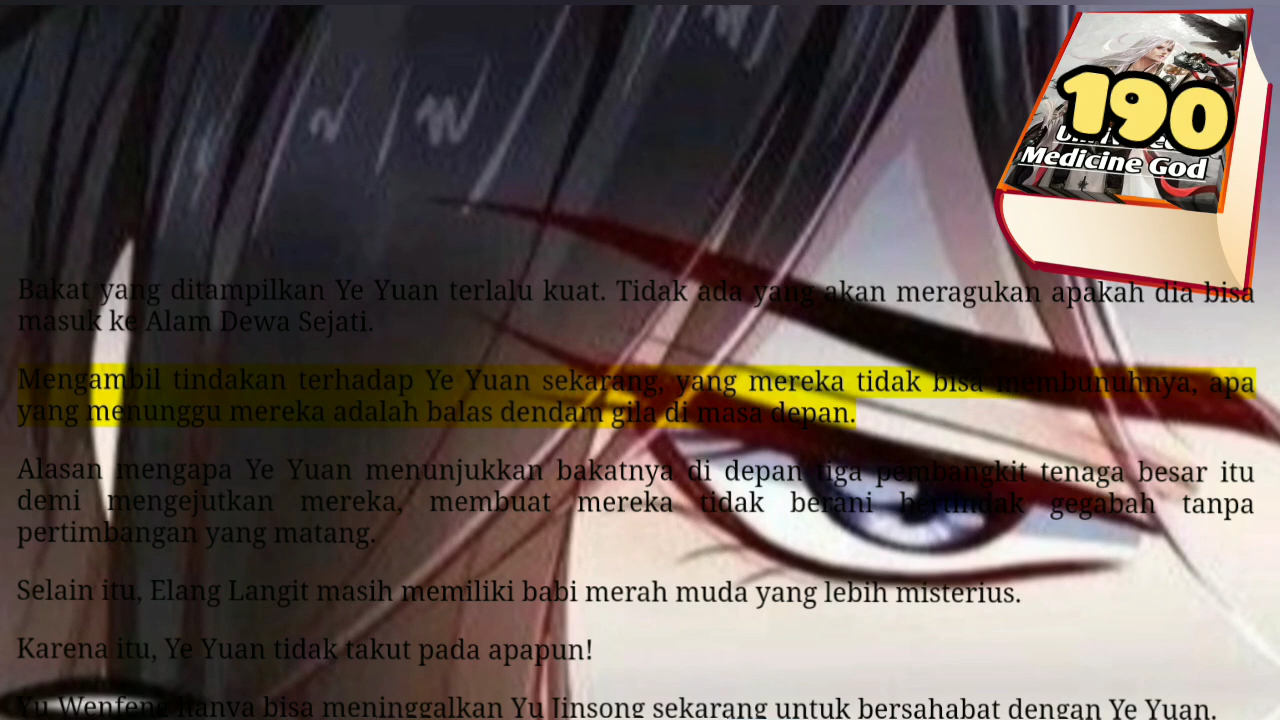 190
Medicine God
Bakat yang ditampilkan Ye Yuan terlalu kuat. Tidak ada yang akan meragukan apakah dia bisa
masuk ke Alam Dewa Sejati.
Mengambil tindakan terhadap Ye Yuan sekarang, yang mereka tidak bisa membunuhnya, apa
yang menunggu mereka adalah balas dendam gila di masa depan.
Alasan mengapa Ye Yuan menunjukkan bakatnya di depan tiga pembangkit tenaga besar itu
demi mengejutkan mereka, membuat mereka tidak berani bertindak gegabah tanpa
pertimbangan yang matang.
Selain itu, Elang Langit masih memiliki babi merah muda yang lebih misterius.
Karena itu, Ye Yuan tidak takut pada apapun!
Yu Wenfeng hanya bisa meninggalkan Yu Jinsong sekarang untuk bersahabat dengan Ye Yuan.